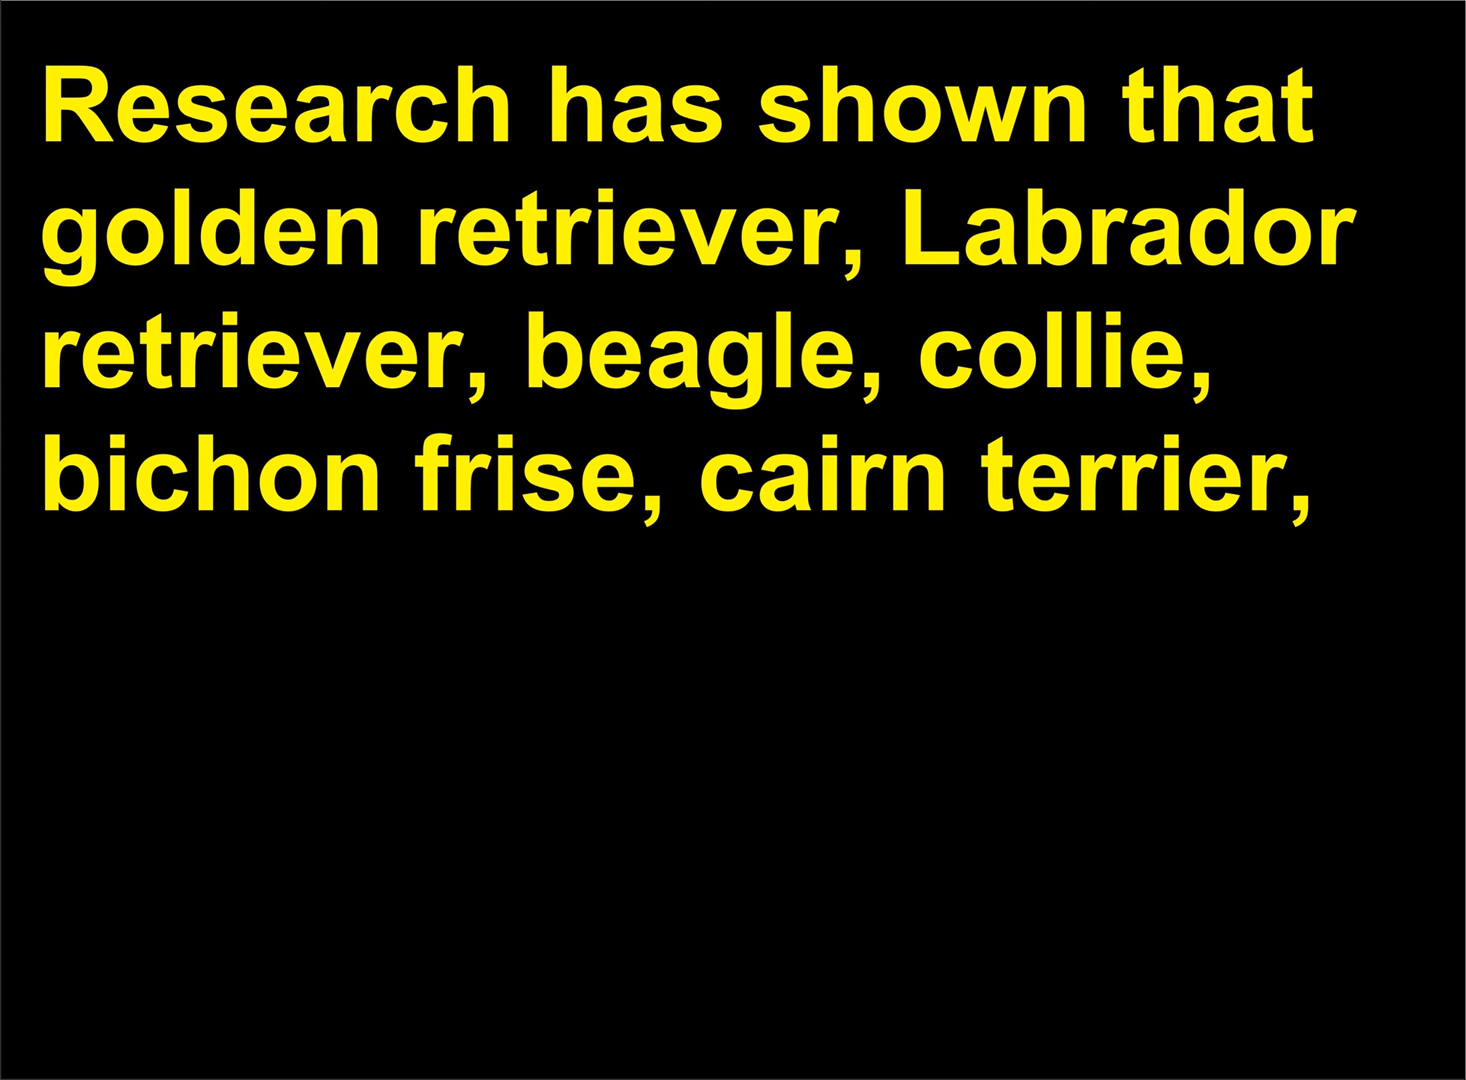 Research has shown that
golden retriever, Labrador
retriever, beagle, collie,
bichon frise, cairn terrier,